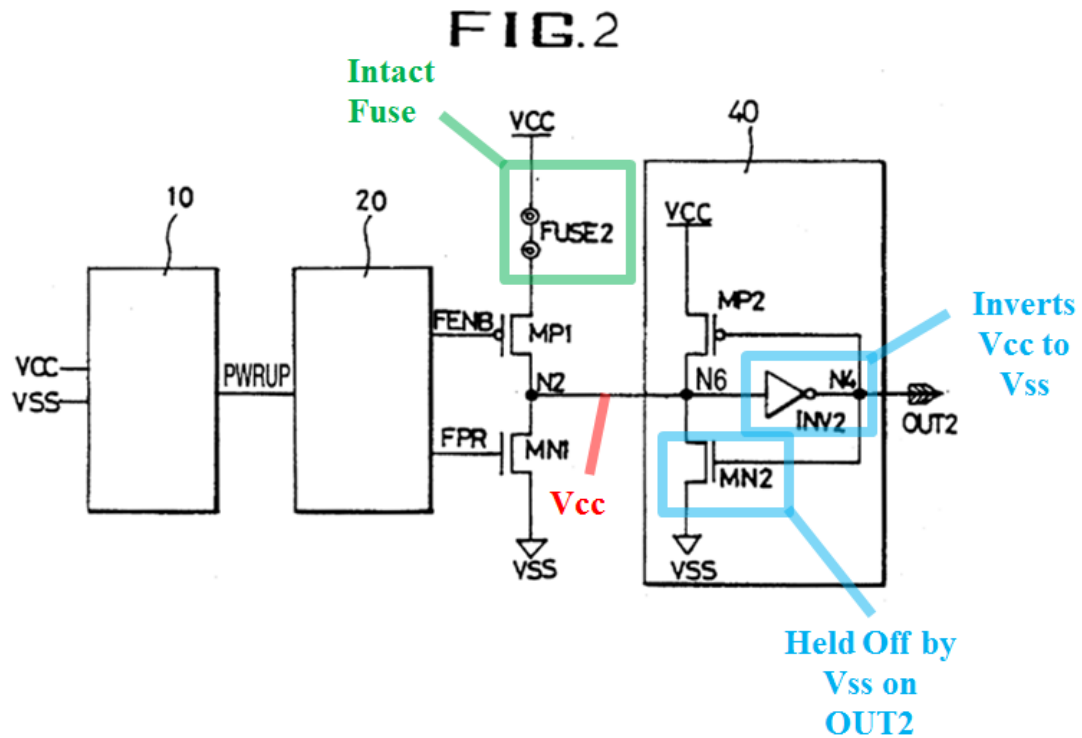 FIG.2
Intact
Fuse
VCC
40
10
20
VCC
FUSE2
MP2
Inverts
Vcc to
Vss
FENB
MP1
VCC
VSS
PWRUP
N2
N6
N4
INV2
OUT2
FPR
MN1
MN2
Vcc
VSS
VSS
Held Off by
Vss on
OUT2